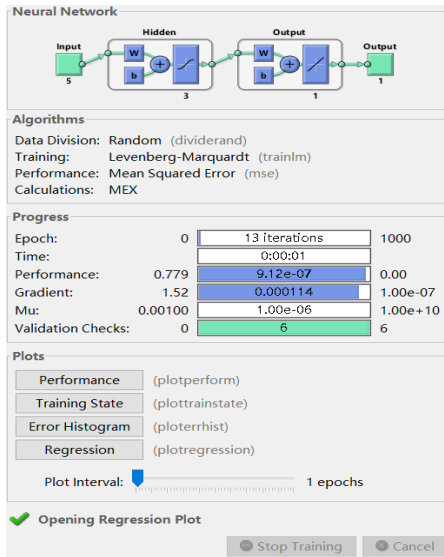 Neural Network
Hidden Output
Input Output
W W
b b
5 3 1 1
Algorithms
Data Division: Random (dividerand)
Training: Levenberg-Marquardt (trainlm)
Performance: Mean Squared Error (mse)
Calculations: MEX
Progress
Epoch: 0 13 iterations 1000
Time: 0:00:01
Performance: 0.779 9.12e-07 0.00
Gradient: 1.52 0.000114 1.00e-07
Mu: 0.00100 1.00e-06 1.00e+10
Validation Checks: 0 6 6
Plots
Performance (plotperform)
Training State (plottrainstate)
Error Histogram (ploterrhist)
Regression (plotregression)
Plot Interval: 1 epochs
Opening Regression Plot
Stop Training Cancel